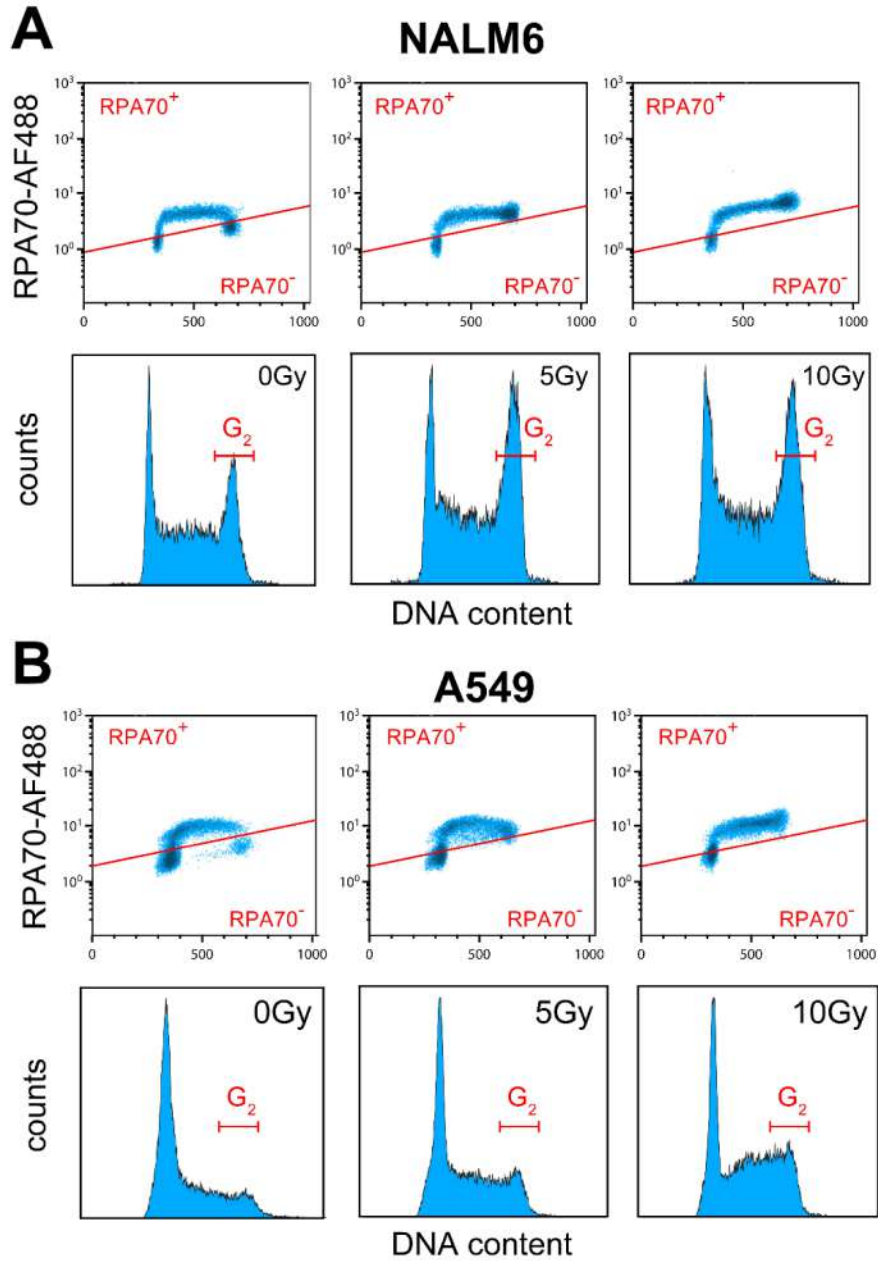 A
NALM6
RPA70-AF488
10³
10²
10¹
10⁰
RPA70⁺
RPA70⁻
0 500 1000
10³
10²
10¹
10⁰
RPA70⁺
RPA70⁻
0 500 1000
10³
10²
10¹
10⁰
RPA70⁺
RPA70⁻
0 500 1000
counts
0Gy
G₂
5Gy
G₂
10Gy
G₂
DNA content
B
A549
RPA70-AF488
10³
10²
10¹
10⁰
RPA70⁺
RPA70⁻
0 500 1000
10³
10²
10¹
10⁰
RPA70⁺
RPA70⁻
0 500 1000
10³
10²
10¹
10⁰
RPA70⁺
RPA70⁻
0 500 1000
counts
0Gy
G₂
5Gy
G₂
10Gy
G₂
DNA content